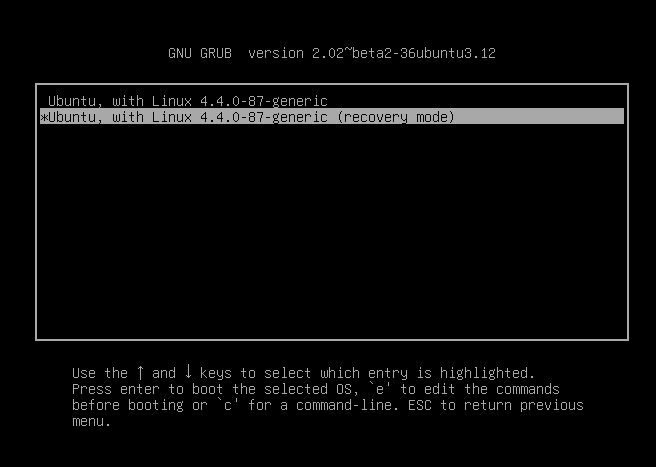 GNU GRUB  version 2.02~beta2-36ubuntu3.12
Ubuntu, with Linux 4.4.0-87-generic
*Ubuntu, with Linux 4.4.0-87-generic (recovery mode)
Use the ↑ and ↓ keys to select which entry is highlighted.
Press enter to boot the selected OS, `e' to edit the commands
before booting or `c' for a command-line. ESC to return previous
menu.